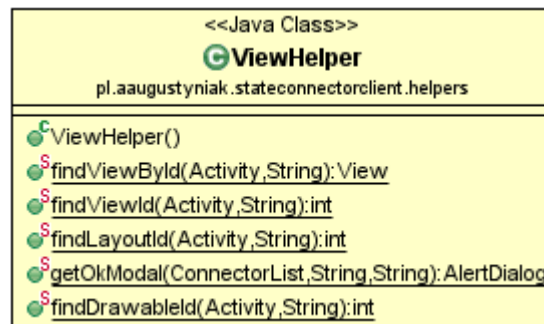 <<Java Class>>
ViewHelper
pl.aaugustyniak.stateconnectorclient.helpers
ViewHelper()
findViewById(Activity,String):View
findViewId(Activity,String):int
findLayoutId(Activity,String):int
getOkModal(ConnectorList,String,String):AlertDialog
findDrawableId(Activity,String):int